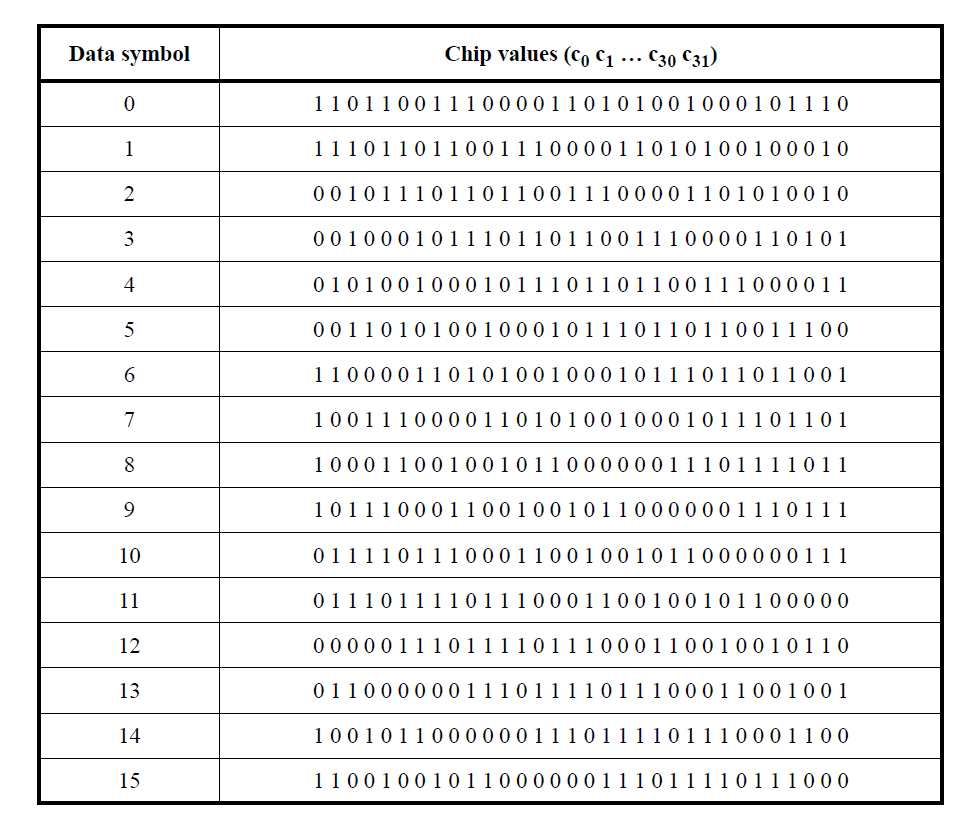 Data symbol Chip values (c0 c1 … c30 c31)
0 1 1 0 1 1 0 0 1 1 1 0 0 0 0 1 1 0 1 0 1 0 0 1 0 0 0 1 0 1 1 1 0
1 1 1 1 0 1 1 0 1 1 0 0 1 1 1 0 0 0 0 1 1 0 1 0 1 0 0 1 0 0 0 1 0
2 0 0 1 0 1 1 1 0 1 1 0 1 1 0 0 1 1 1 0 0 0 0 1 1 0 1 0 1 0 0 1 0
3 0 0 1 0 0 0 1 0 1 1 1 0 1 1 0 1 1 0 0 1 1 1 0 0 0 0 1 1 0 1 0 1
4 0 1 0 1 0 0 1 0 0 0 1 0 1 1 1 0 1 1 0 1 1 0 0 1 1 1 0 0 0 0 1 1
5 0 0 1 1 0 1 0 1 0 0 1 0 0 0 1 0 1 1 1 0 1 1 0 1 1 0 0 1 1 1 0 0
6 1 1 0 0 0 0 1 1 0 1 0 1 0 0 1 0 0 0 1 0 1 1 1 0 1 1 0 1 1 0 0 1
7 1 0 0 1 1 1 0 0 0 0 1 1 0 1 0 1 0 0 1 0 0 0 1 0 1 1 1 0 1 1 0 1
8 1 0 0 0 1 1 0 0 1 0 0 1 0 1 1 0 0 0 0 0 0 1 1 1 0 1 1 1 1 0 1 1
9 1 0 1 1 1 0 0 0 1 1 0 0 1 0 0 1 0 1 1 0 0 0 0 0 0 1 1 1 0 1 1 1
10 0 1 1 1 1 0 1 1 1 0 0 0 1 1 0 0 1 0 0 1 0 1 1 0 0 0 0 0 0 1 1 1
11 0 1 1 1 0 1 1 1 1 0 1 1 1 0 0 0 1 1 0 0 1 0 0 1 0 1 1 0 0 0 0 0
12 0 0 0 0 0 1 1 1 0 1 1 1 1 0 1 1 1 0 0 0 1 1 0 0 1 0 0 1 0 1 1 0
13 0 1 1 0 0 0 0 0 0 1 1 1 0 1 1 1 1 0 1 1 1 0 0 0 1 1 0 0 1 0 0 1
14 1 0 0 1 0 1 1 0 0 0 0 0 0 1 1 1 0 1 1 1 1 0 1 1 1 0 0 0 1 1 0 0
15 1 1 0 0 1 0 0 1 0 1 1 0 0 0 0 0 0 1 1 1 0 1 1 1 1 0 1 1 1 0 0 0